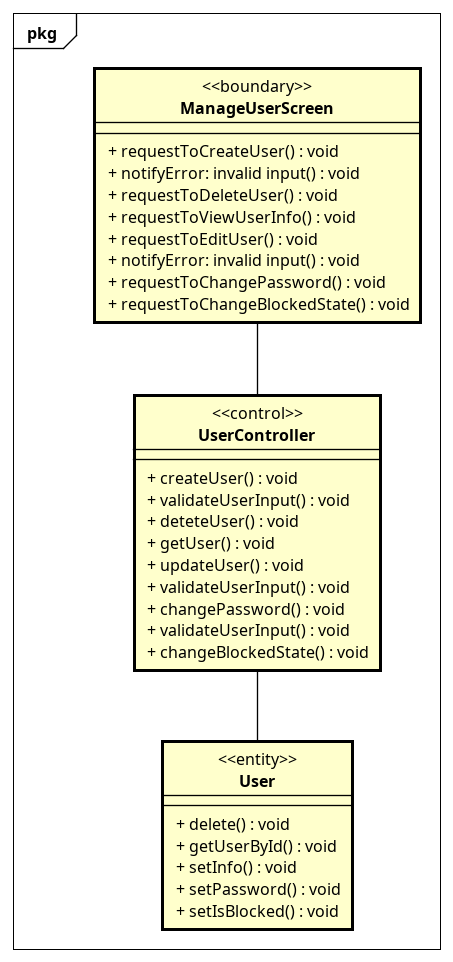 pkg
<<boundary>>
ManageUserScreen
+ requestToCreateUser() : void
+ notifyError: invalid input() : void
+ requestToDeleteUser() : void
+ requestToViewUserInfo() : void
+ requestToEditUser() : void
+ notifyError: invalid input() : void
+ requestToChangePassword() : void
+ requestToChangeBlockedState() : void
<<control>>
UserController
+ createUser() : void
+ validateUserInput() : void
+ deteteUser() : void
+ getUser() : void
+ updateUser() : void
+ validateUserInput() : void
+ changePassword() : void
+ validateUserInput() : void
+ changeBlockedState() : void
<<entity>>
User
+ delete() : void
+ getUserById() : void
+ setInfo() : void
+ setPassword() : void
+ setIsBlocked() : void